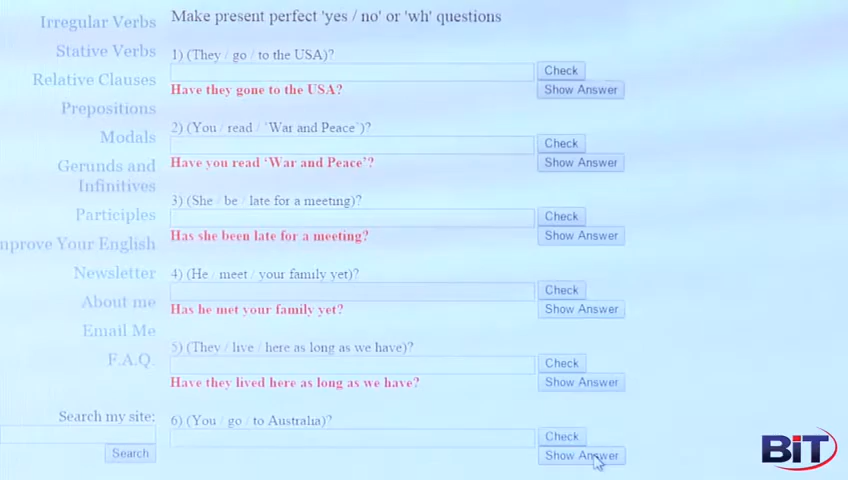 Irregular Verbs
Stative Verbs
Relative Clauses
Prepositions
Modals
Gerunds and
Infinitives
Participles
mprove Your English
Newsletter
About me
Email Me
F.A.Q.
Search my site:
Search
Make present perfect 'yes / no' or 'wh' questions
1) (They / go / to the USA)?
Check
Have they gone to the USA?
Show Answer
2) (You / read / 'War and Peace')?
Check
Have you read 'War and Peace'?
Show Answer
3) (She / be / late for a meeting)?
Check
Has she been late for a meeting?
Show Answer
4) (He / meet / your family yet)?
Check
Has he met your family yet?
Show Answer
5) (They / live / here as long as we have)?
Check
Have they lived here as long as we have?
Show Answer
6) (You / go / to Australia)?
Check
Show Answer
BiT